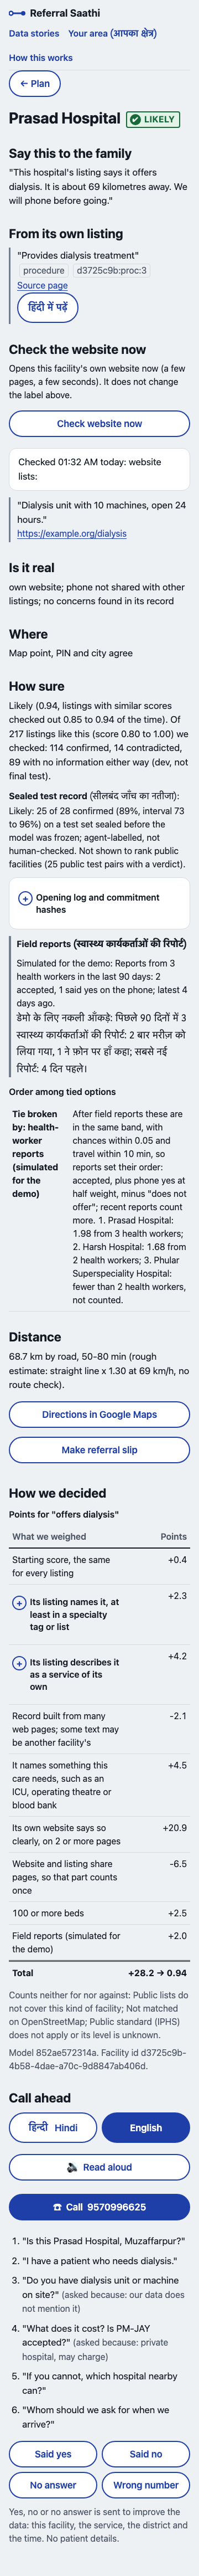 Referral Saathi
Data stories Your area (आपका क्षेत्र)
How this works
← Plan
Prasad Hospital LIKELY
Say this to the family
"This hospital's listing says it offers
dialysis. It is about 69 kilometres away. We
will phone before going."
From its own listing
"Provides dialysis treatment"
procedure d3725c9b:proc:3
Source page
हिंदी में पढ़ें
Check the website now
Opens this facility's own website now (a few
pages, a few seconds). It does not change
the label above.
Check website now
Checked 01:32 AM today: website
lists:
"Dialysis unit with 10 machines, open 24
hours."
https://example.org/dialysis
Is it real
own website; phone not shared with other
listings; no concerns found in its record
Where
Map point, PIN and city agree
How sure
Likely (0.94, listings with similar scores
checked out 0.85 to 0.94 of the time). Of
217 listings like this (score 0.80 to 1.00) we
checked: 114 confirmed, 14 contradicted,
89 with no information either way (dev, not
final test).
Sealed test record (सीलबंद जाँच का नतीजा):
Likely: 25 of 28 confirmed (89%, interval 73
to 96%) on a test set sealed before the
model was frozen; agent-labelled, not
human-checked. Not shown to rank public
facilities (25 public test pairs with a verdict).
+ Opening log and commitment
hashes
Field reports (स्वास्थ्य कार्यकर्ताओं की रिपोर्ट)
Simulated for the demo: Reports from 3
health workers in the last 90 days: 2
accepted, 1 said yes on the phone; latest 4
days ago.
डेमो के लिए नकली आँकड़े: पिछले 90 दिनों में 3
स्वास्थ्य कार्यकर्ताओं की रिपोर्ट: 2 बार मरीज़ को
लिया गया, 1 ने फ़ोन पर हाँ कहा; सबसे नई
रिपोर्ट: 4 दिन पहले।
Order among tied options
Tie broken
by: health-
worker
reports
(simulated
for the
demo)
After field reports these are
in the same band, with
chances within 0.05 and
travel within 10 min, so
reports set their order:
accepted, plus phone yes at
half weight, minus "does not
offer"; recent reports count
more. 1. Prasad Hospital:
1.98 from 3 health workers;
2. Harsh Hospital: 1.68 from
2 health workers; 3. Phular
Superspeciality Hospital:
fewer than 2 health workers,
not counted.
Distance
68.7 km by road, 50-80 min (rough
estimate: straight line x 1.30 at 69 km/h, no
route check).
Directions in Google Maps
Make referral slip
How we decided
Points for "offers dialysis"
What we weighed Points
Starting score, the same
for every listing +0.4
+ Its listing names it, at
least in a specialty
tag or list +2.3
+ Its listing describes it
as a service of its
own +4.2
Record built from many
web pages; some text may
be another facility's -2.1
It names something this
care needs, such as an
ICU, operating theatre or
blood bank +4.5
Its own website says so
clearly, on 2 or more pages +20.9
Website and listing share
pages, so that part counts
once -6.5
100 or more beds +2.5
Field reports (simulated for
the demo) +2.0
Total +28.2 → 0.94
Counts neither for nor against: Public lists do
not cover this kind of facility; Not matched
on OpenStreetMap; Public standard (IPHS)
does not apply or its level is unknown.
Model 852ae572314a. Facility id d3725c9b-
4b58-4dae-a70c-9d8847ab406d.
Call ahead
हिन्दी Hindi English
Read aloud
Call 9570996625
1. "Is this Prasad Hospital, Muzaffarpur?"
2. "I have a patient who needs dialysis."
3. "Do you have dialysis unit or machine
on site?" (asked because: our data does
not mention it)
4. "What does it cost? Is PM-JAY
accepted?" (asked because: private
hospital, may charge)
5. "If you cannot, which hospital nearby
can?"
6. "Whom should we ask for when we
arrive?"
Said yes Said no
No answer Wrong number
Yes, no or no answer is sent to improve the
data: this facility, the service, the district and
the time. No patient details.